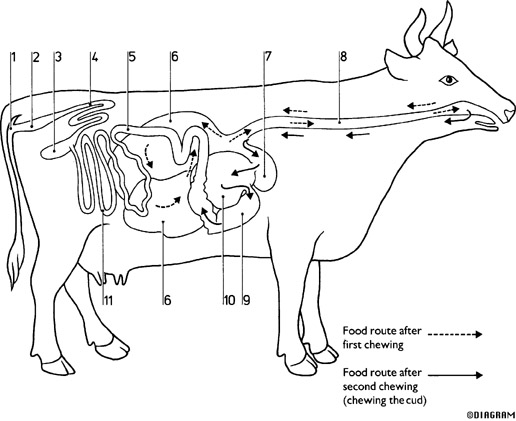 1 2 3 4 5 6 7 8
11 6 10 9
Food route after
first chewing
Food route after
second chewing
(chewing the cud)
©DIAGRAM